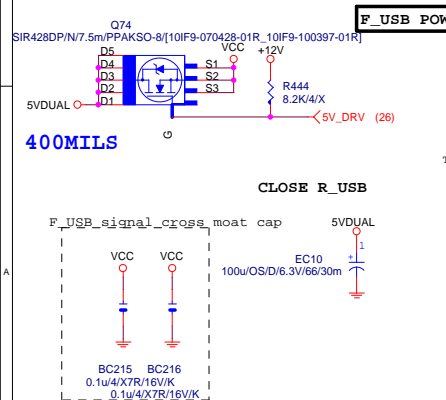 F_USB POW
Q74
SIR428DP/N/7.5m/PPAKSO-8/[10IF9-070428-01R_10IF9-100397-01R]
VCC
+12V
D5
D4
D3
D2
D1
S1
S2
S3
5VDUAL
R444
8.2K/4/X
5V_DRV (26)
G
400MILS
CLOSE R_USB
F_USB_signal_cross_moat cap
5VDUAL
VCC VCC
1
+
EC10
100u/OS/D/6.3V/66/30m
A
BC215 BC216
0.1u/4/X7R/16V/K
0.1u/4/X7R/16V/K